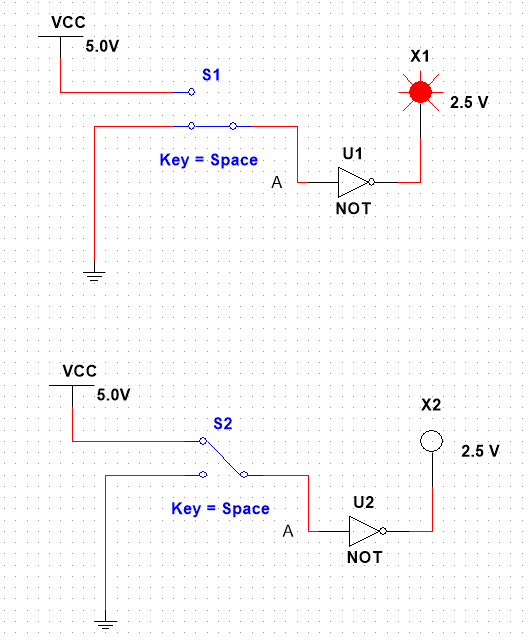 VCC
5.0V
X1
S1
2.5 V
Key = Space
U1
A
NOT
VCC
5.0V
X2
S2
2.5 V
Key = Space
U2
A
NOT